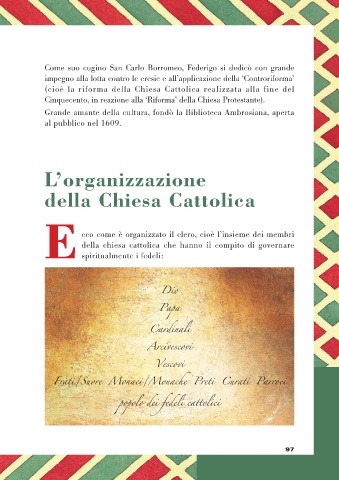 Come suo cugino San Carlo Borromeo, Federigo si dedicò con grande
impegno alla lotta contro le eresie e all'applicazione della 'Controriforma'
(cioè la riforma della Chiesa Cattolica realizzata alla fine del
Cinquecento, in reazione alla 'Riforma' della Chiesa Protestante).
Grande amante della cultura, fondò la Biblioteca Ambrosiana, aperta
al pubblico nel 1609.
L'organizzazione
della Chiesa Cattolica
Ecco come è organizzato il clero, cioè l'insieme dei membri
della chiesa cattolica che hanno il compito di governare
spiritualmente i fedeli:
Dio
Papa
Cardinali
Arcivescovi
Vescovi
Frati/Suore Monaci/Monache Preti Curati Parroci
popolo dei fedeli cattolici
97